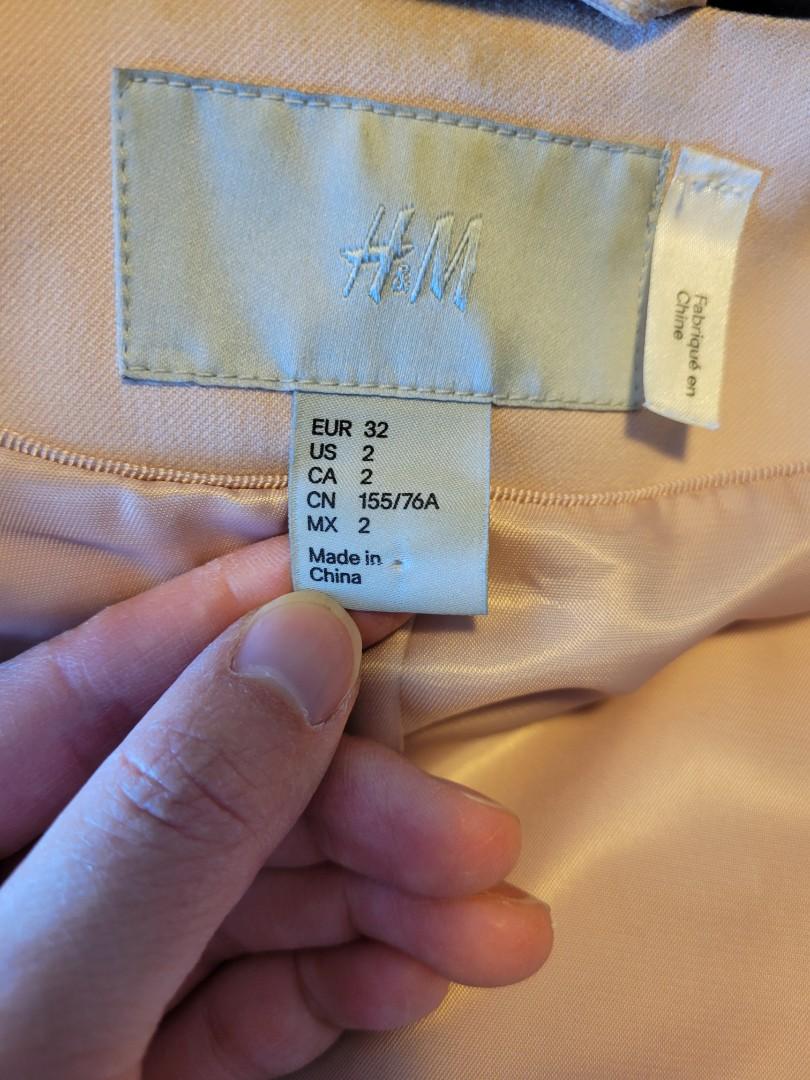 H&M
EUR 32
US 2
CA 2
CN 155/76A
MX 2
Made in
China
Fabriqué en
Chine